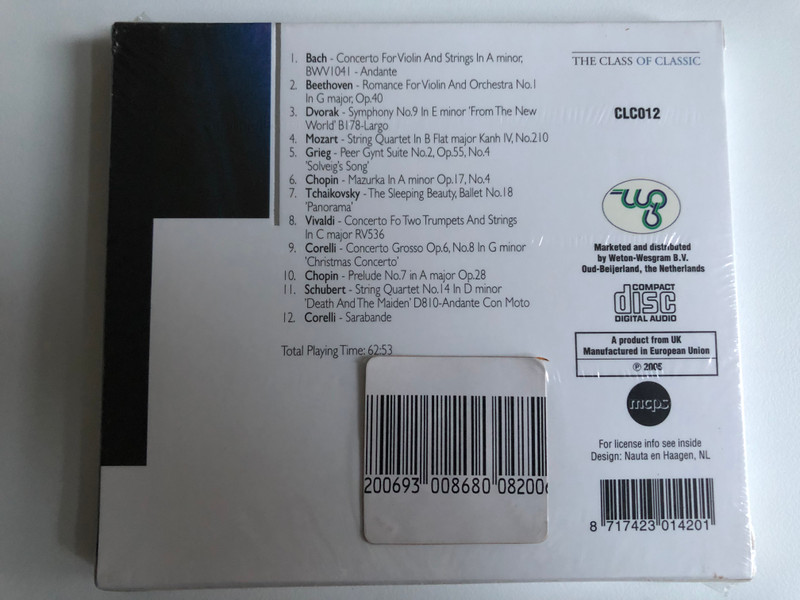 1. Bach - Concerto For Violin And Strings In A minor,
BWV1041 - Andante
2. Beethoven - Romance For Violin And Orchestra No.1
In G major, Op.40
3. Dvorak - Symphony No.9 In E minor 'From The New
World' B178-Largo
4. Mozart - String Quartet In B Flat major Kanh IV, No.210
5. Grieg - Peer Gynt Suite No.2, Op.55, No.4
'Solveig's Song'
6. Chopin - Mazurka In A minor Op.17, No.4
7. Tchaikovsky - The Sleeping Beauty, Ballet No.18
'Panorama'
8. Vivaldi - Concerto Fo Two Trumpets And Strings
In C major RV536
9. Corelli - Concerto Grosso Op.6, No.8 In G minor
'Christmas Concerto'
10. Chopin - Prelude No.7 in A major Op.28
11. Schubert - String Quartet No.14 In D minor
'Death And The Maiden' D810-Andante Con Moto
12. Corelli - Sarabande
Total Playing Time: 62:53
200693 008680 082006
THE CLASS OF CLASSIC
CLC012
wg
Marketed and distributed
by Weton-Wesgram B.V.
Oud-Beijerland, the Netherlands
COMPACT
disc
DIGITAL AUDIO
A product from UK
Manufactured in European Union
℗ 2005
mcps
For license info see inside
Design: Nauta en Haagen, NL
8 717423 014201